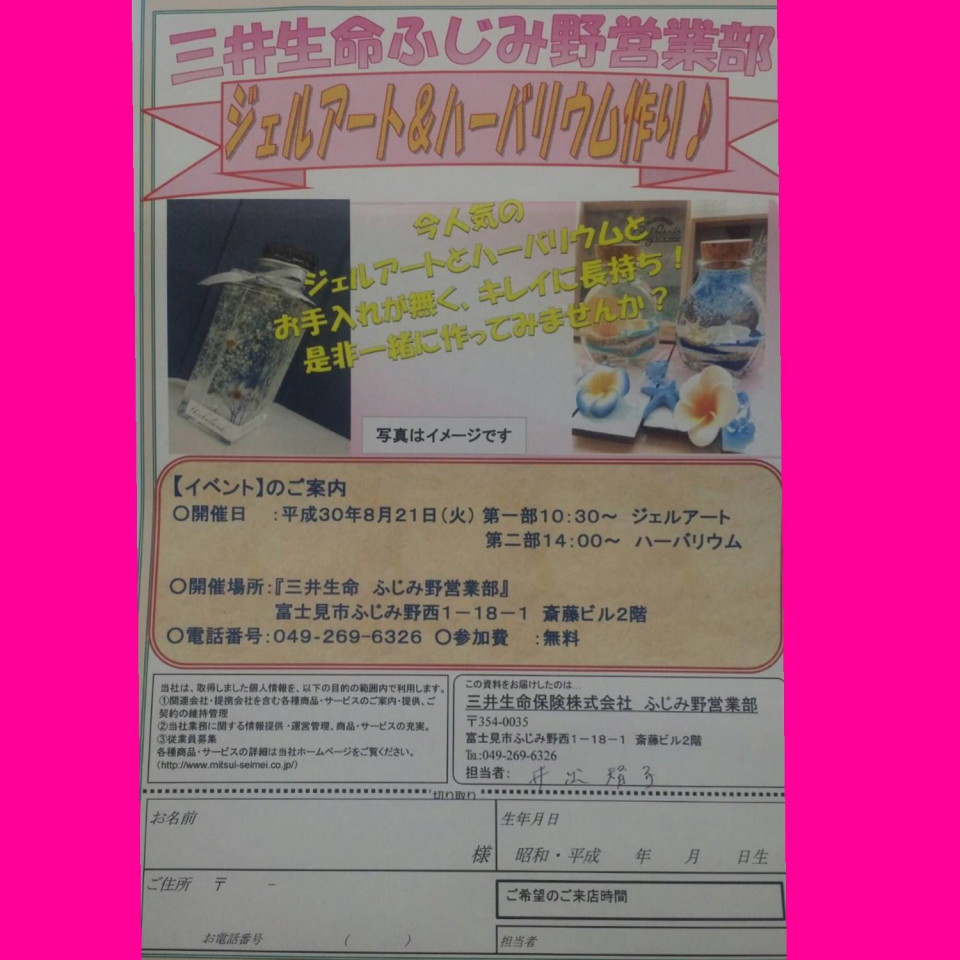 三井生命ふじみ野営業部
ジェルアート&ハーバリウム作り♪
今人気の
ジェルアートとハーバリウムと
お手入れが無く、キレイに長持ち！
是非一緒に作ってみませんか？
写真はイメージです
【イベント】のご案内
○開催日　：平成30年8月21日（火） 第一部10：30～　ジェルアート
第二部14：00～　ハーバリウム
○開催場所：『三井生命　ふじみ野営業部』
富士見市ふじみ野西1－18－1　斎藤ビル2階
○電話番号：049-269-6326　○参加費　：無料
当社は、取得しました個人情報を、以下の目的の範囲内で利用します。
①関連会社・提携会社を含む各種商品・サービスのご案内・提供、ご
契約の維持管理
②当社業務に関する情報提供・運営管理、商品・サービスの充実。
③従業員募集
各種商品・サービスの詳細は当社ホームページをご覧ください。
（http://www.mitsui-seimei.co.jp/）
この資料をお届けしたのは…
三井生命保険株式会社　ふじみ野営業部
〒354-0035
富士見市ふじみ野西1－18－1　斎藤ビル2階
℡:049-269-6326
担当者：
切り取り
お名前
様
生年月日
昭和・平成　　年　　月　　日生
ご住所　〒　　－
ご希望のご来店時間
お電話番号　　　　（　　　　）
担当者